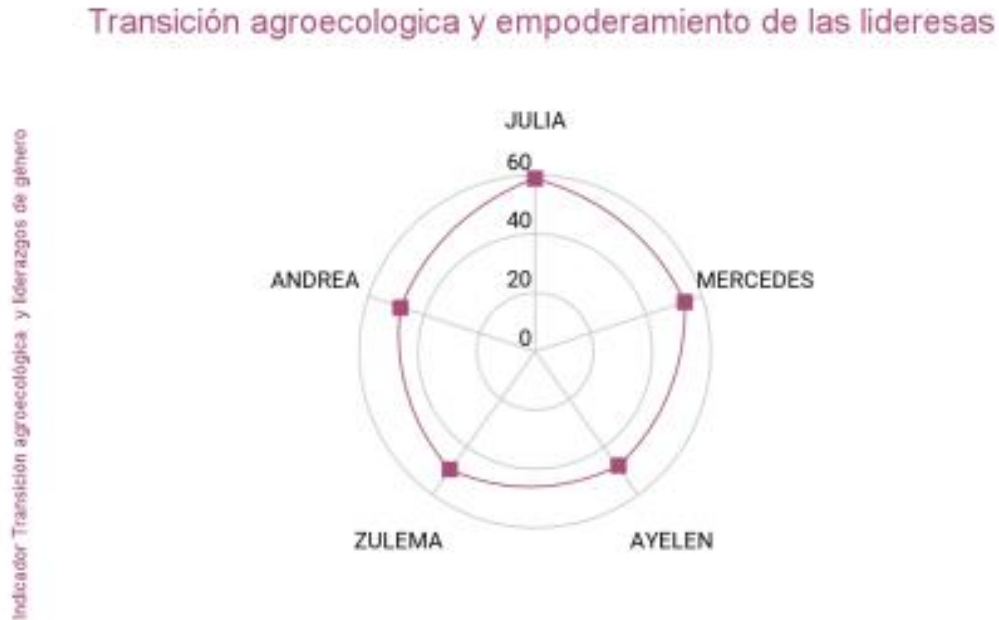 Transición agroecologica y empoderamiento de las lideresas
Indicador Transición agroecológica y liderazgos de género
JULIA
60
40
20
0
ANDREA
MERCEDES
ZULEMA
AYELEN